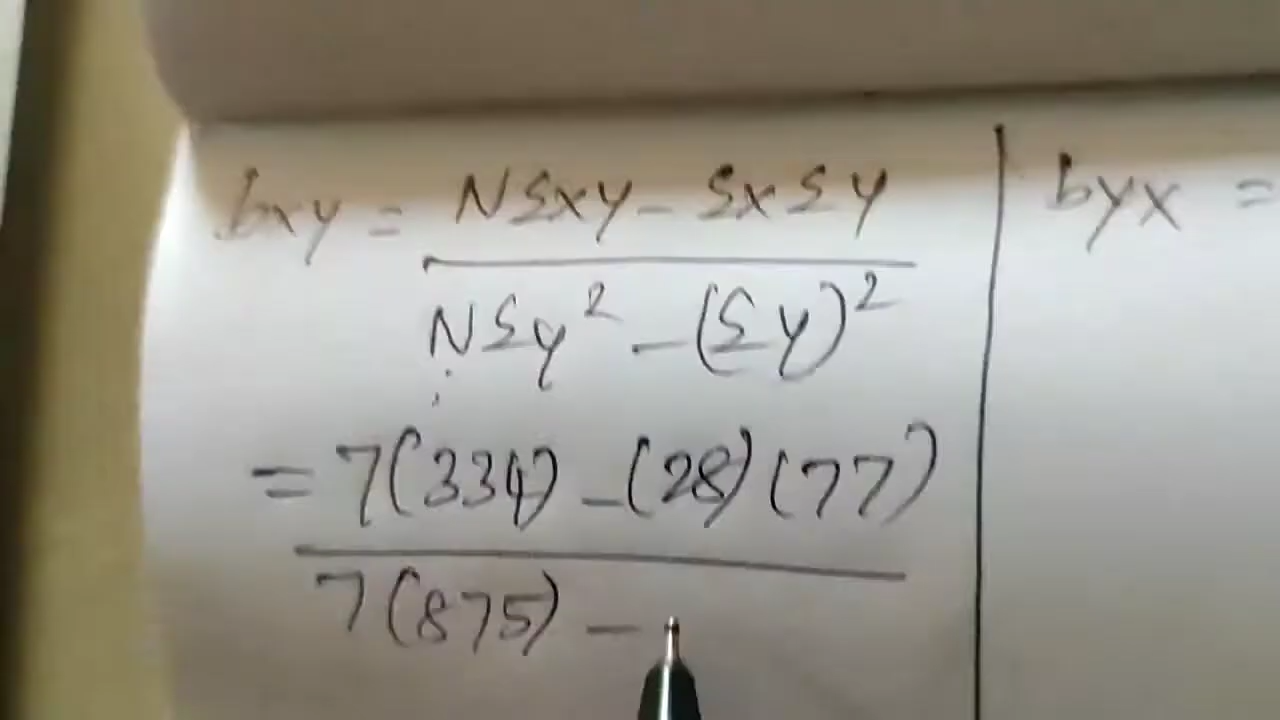 bxy = NΣxy - ΣxΣy
NΣy² - (Σy)²
= 7(334) - (28)(77)
7(875) -
byx =